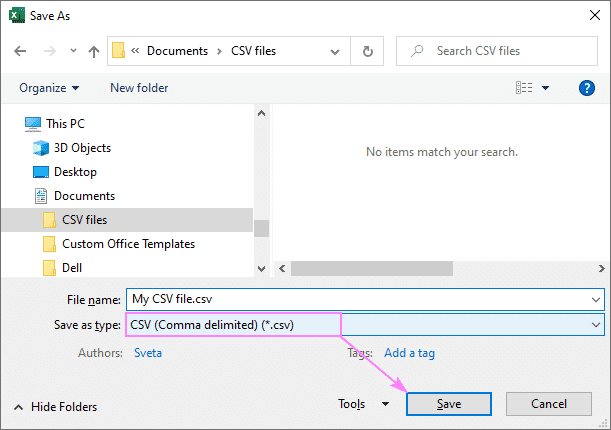 Save As
« Documents > CSV files
Search CSV files
Organize
New folder
?
This PC
3D Objects
No items match your search.
Desktop
Documents
CSV files
Custom Office Templates
Dell
File name: My CSV file.csv
Save as type: CSV (Comma delimited) (*.csv)
Authors: Sveta
Tags: Add a tag
Hide Folders
Tools
Save
Cancel